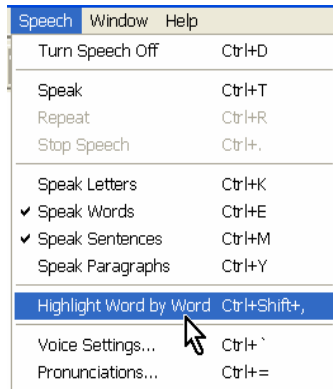 Speech Window Help
Turn Speech Off Ctrl+D
Speak Ctrl+T
Repeat Ctrl+R
Stop Speech Ctrl+.
Speak Letters Ctrl+K
✔ Speak Words Ctrl+E
✔ Speak Sentences Ctrl+M
Speak Paragraphs Ctrl+Y
Highlight Word by Word Ctrl+Shift+,
Voice Settings... Ctrl+`
Pronunciations... Ctrl+=